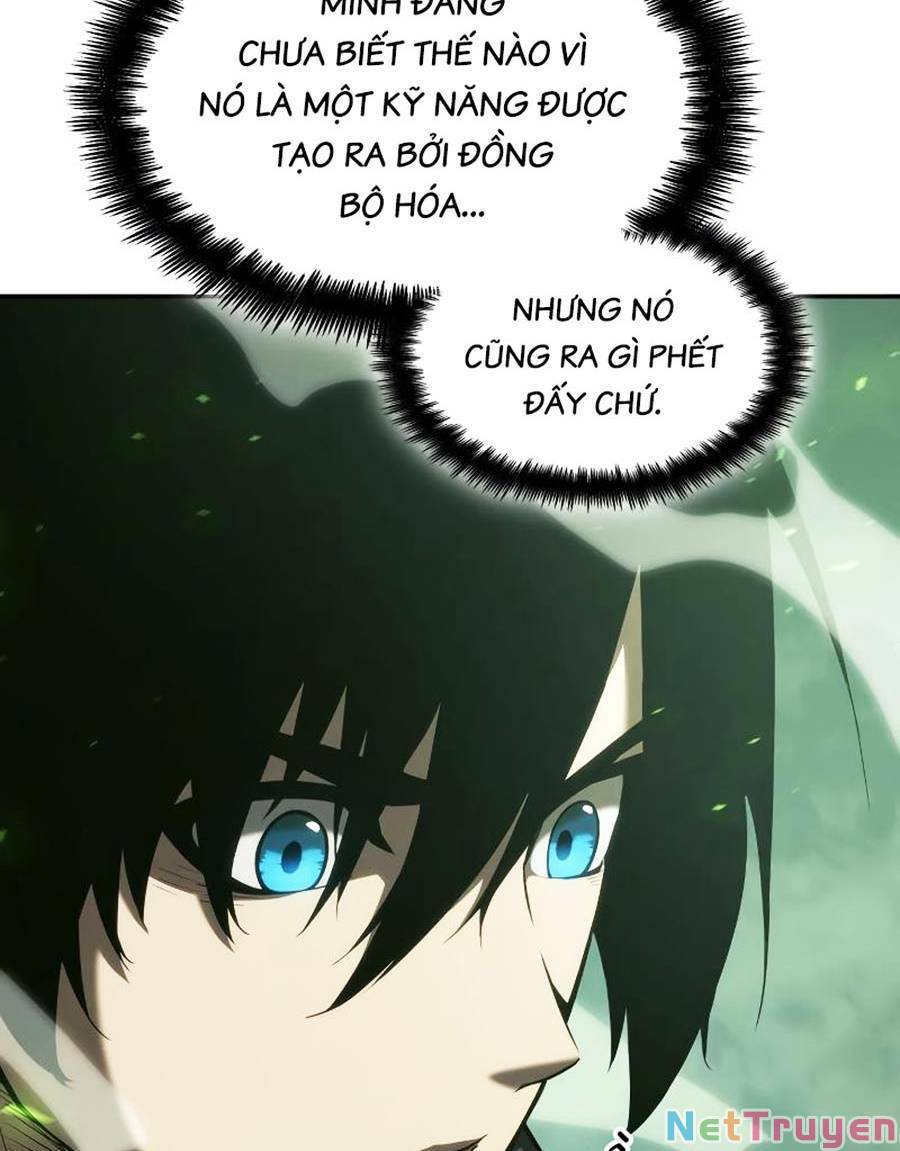 MÌNH ĐANG
CHƯA BIẾT THẾ NÀO VÌ
NÓ LÀ MỘT KỸ NĂNG ĐƯỢC
TẠO RA BỞI ĐỒNG
BỘ HÓA...
NHƯNG NÓ
CŨNG RA GÌ PHẾT
ĐẤY CHỨ.
NetTruyen